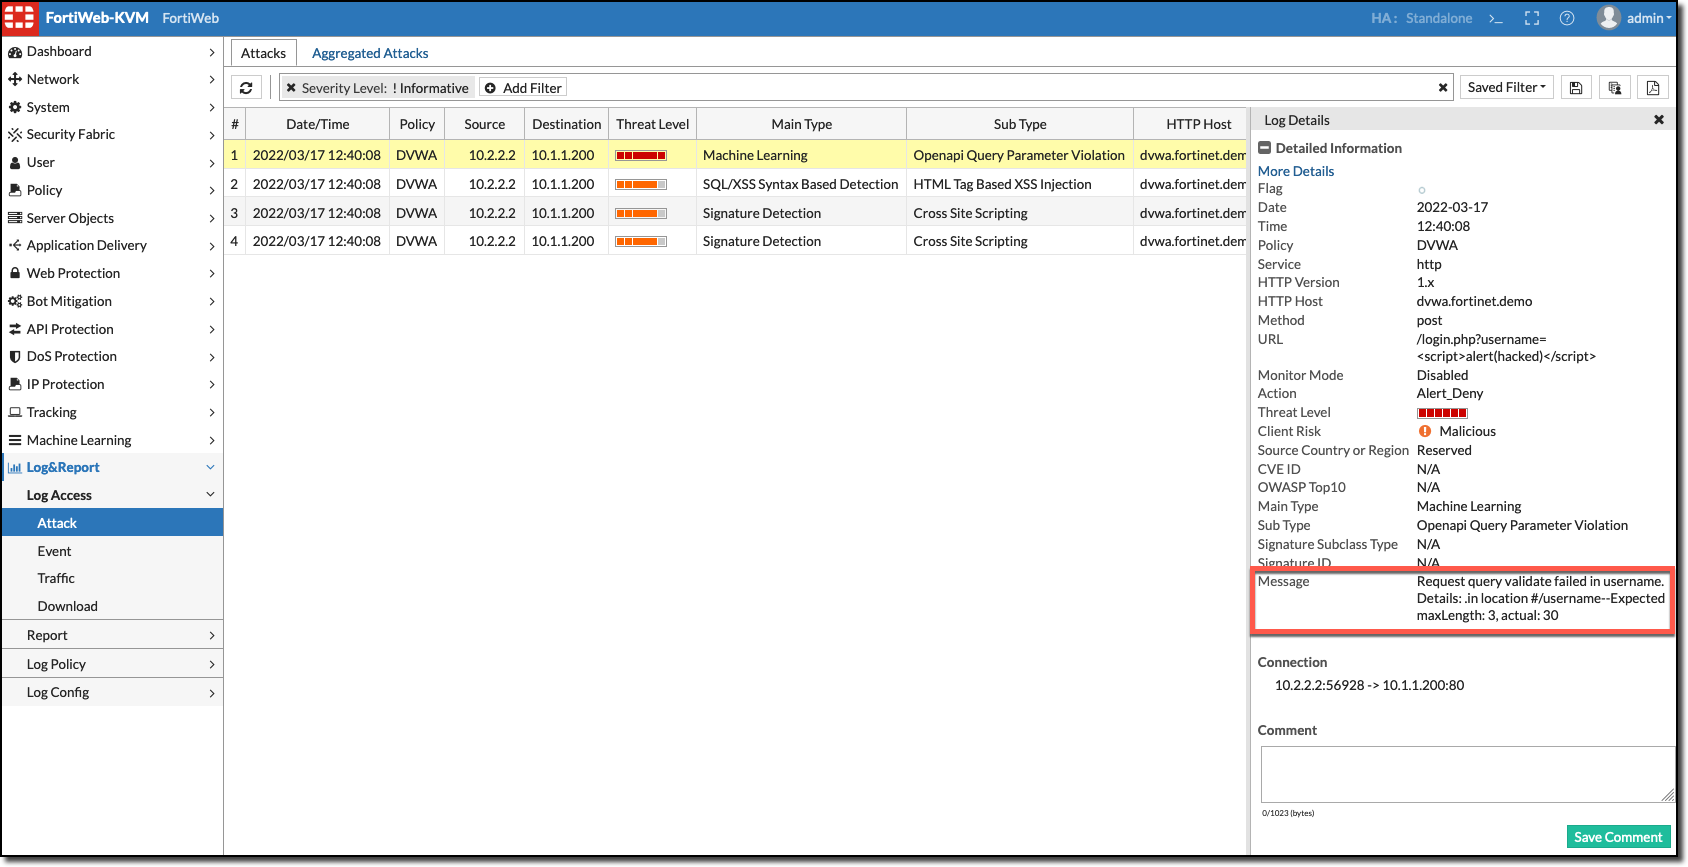 FortiWeb-KVM FortiWeb
HA: Standalone
admin
Dashboard
Network
System
Security Fabric
User
Policy
Server Objects
Application Delivery
Web Protection
Bot Mitigation
API Protection
DoS Protection
IP Protection
Tracking
Machine Learning
Log&Report
Log Access
Attack
Event
Traffic
Download
Report
Log Policy
Log Config
Attacks Aggregated Attacks
Severity Level: ! Informative Add Filter
Saved Filter
# Date/Time Policy Source Destination Threat Level Main Type Sub Type HTTP Host
1 2022/03/17 12:40:08 DVWA 10.2.2.2 10.1.1.200 Machine Learning Openapi Query Parameter Violation dvwa.fortinet.dem
2 2022/03/17 12:40:08 DVWA 10.2.2.2 10.1.1.200 SQL/XSS Syntax Based Detection HTML Tag Based XSS Injection dvwa.fortinet.dem
3 2022/03/17 12:40:08 DVWA 10.2.2.2 10.1.1.200 Signature Detection Cross Site Scripting dvwa.fortinet.dem
4 2022/03/17 12:40:08 DVWA 10.2.2.2 10.1.1.200 Signature Detection Cross Site Scripting dvwa.fortinet.dem
Log Details
Detailed Information
More Details
Flag
Date 2022-03-17
Time 12:40:08
Policy DVWA
Service http
HTTP Version 1.x
HTTP Host dvwa.fortinet.demo
Method post
URL /login.php?username=
<script>alert(hacked)</script>
Monitor Mode Disabled
Action Alert_Deny
Threat Level
Client Risk Malicious
Source Country or Region Reserved
CVE ID N/A
OWASP Top10 N/A
Main Type Machine Learning
Sub Type Openapi Query Parameter Violation
Signature Subclass Type N/A
Signature ID N/A
Message Request query validate failed in username.
Details: .in location #/username--Expected
maxLength: 3, actual: 30
Connection
10.2.2.2:56928 -> 10.1.1.200:80
Comment
0/1023 (bytes)
Save Comment